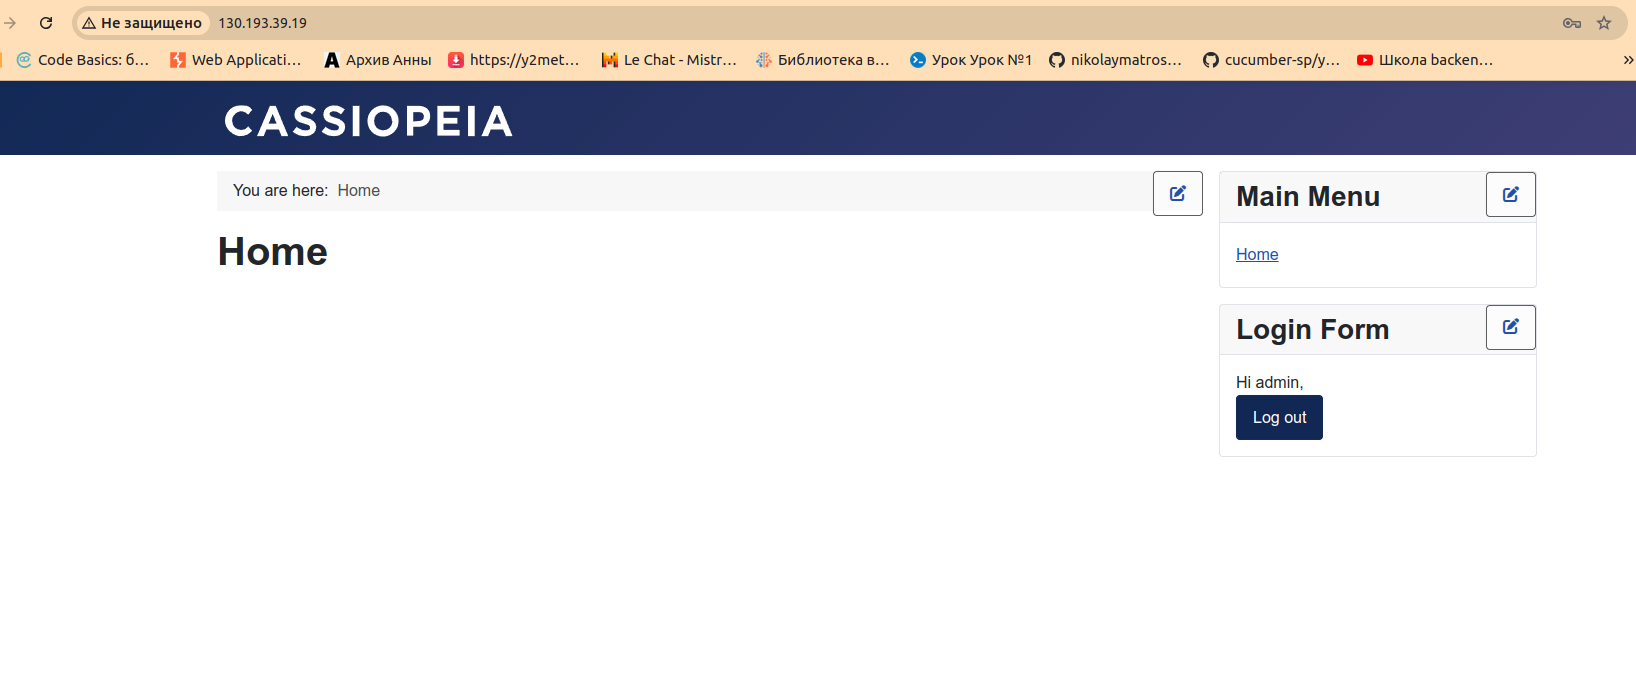 Не защищено 130.193.39.19
Code Basics: б... Web Applicati... Архив Анны https://y2met... Le Chat - Mistr... Библиотека в... Урок Урок №1 nikolaymatros... cucumber-sp/y... Школа backen... »
CASSIOPEIA
You are here: Home
Home
Main Menu
Home
Login Form
Hi admin,
Log out